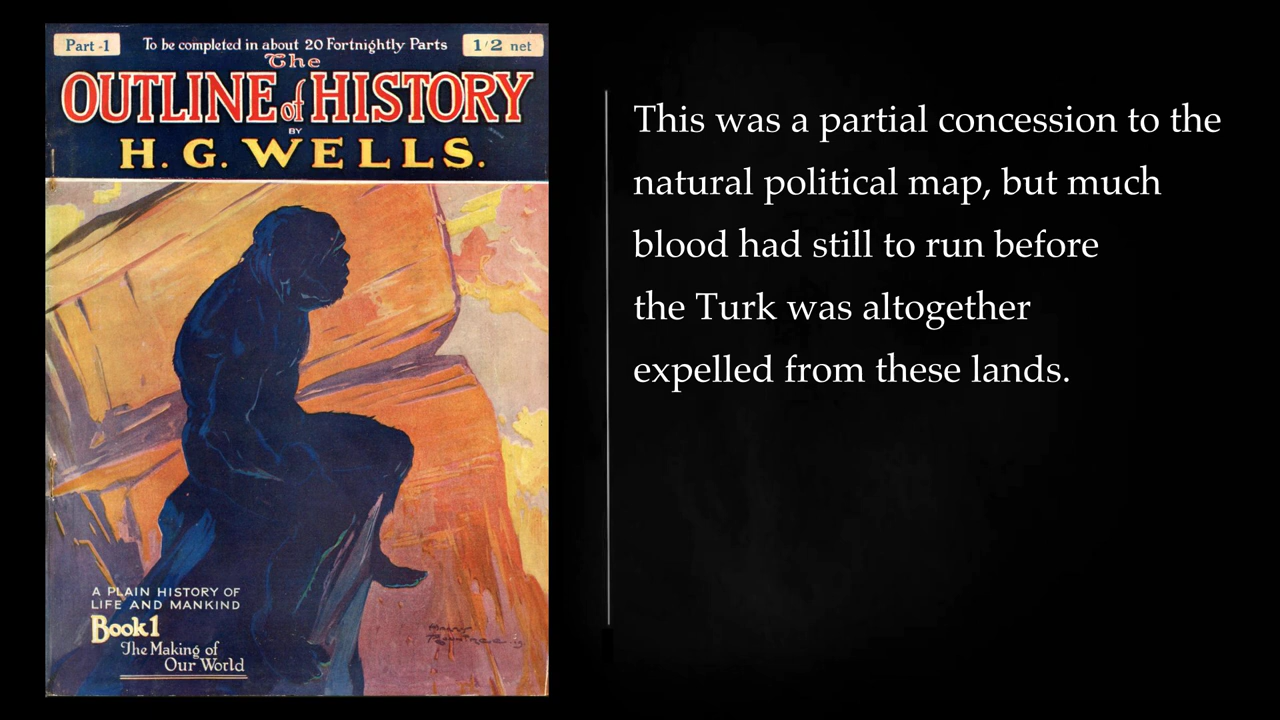 Part -1
To be completed in about 20 Fortnightly Parts
1/2 net
The
OUTLINE of HISTORY
BY
H. G. WELLS.
A PLAIN HISTORY OF
LIFE AND MANKIND
Book 1
The Making of
Our World
This was a partial concession to the
natural political map, but much
blood had still to run before
the Turk was altogether
expelled from these lands.